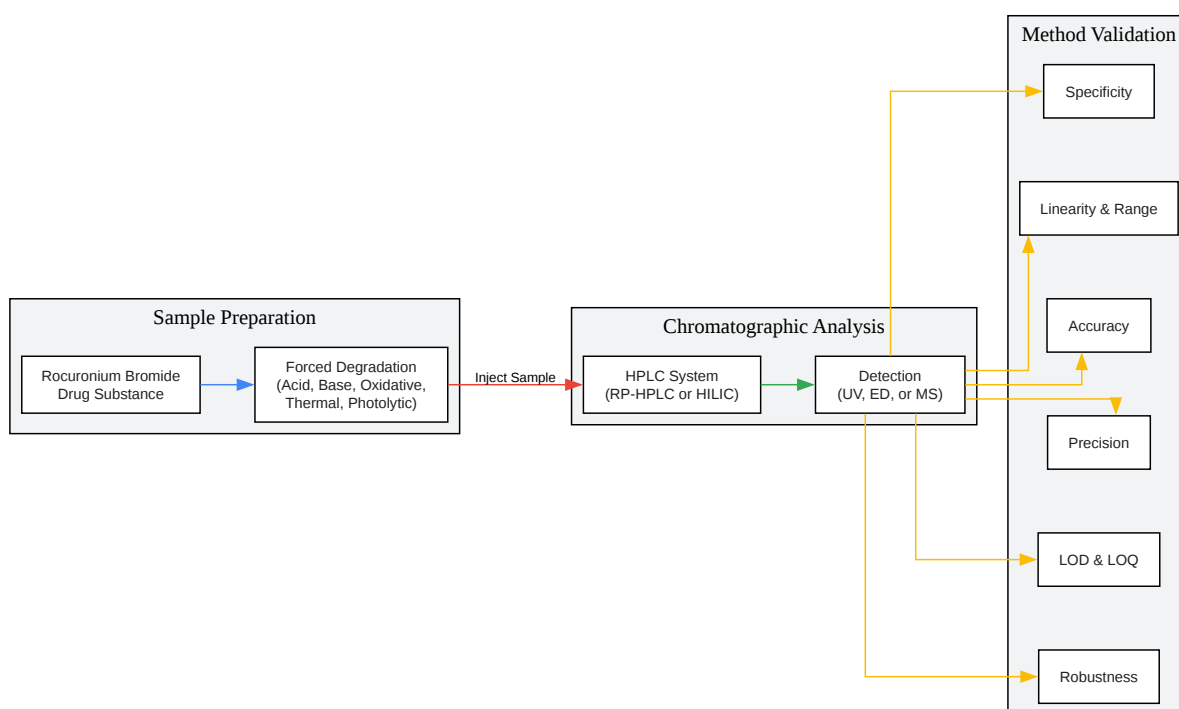 Sample Preparation
Rocuronium Bromide
Drug Substance
Forced Degradation
(Acid, Base, Oxidative,
Thermal, Photolytic)
Inject Sample
Chromatographic Analysis
HPLC System
(RP-HPLC or HILIC)
Detection
(UV, ED, or MS)
Method Validation
Specificity
Linearity & Range
Accuracy
Precision
LOD & LOQ
Robustness